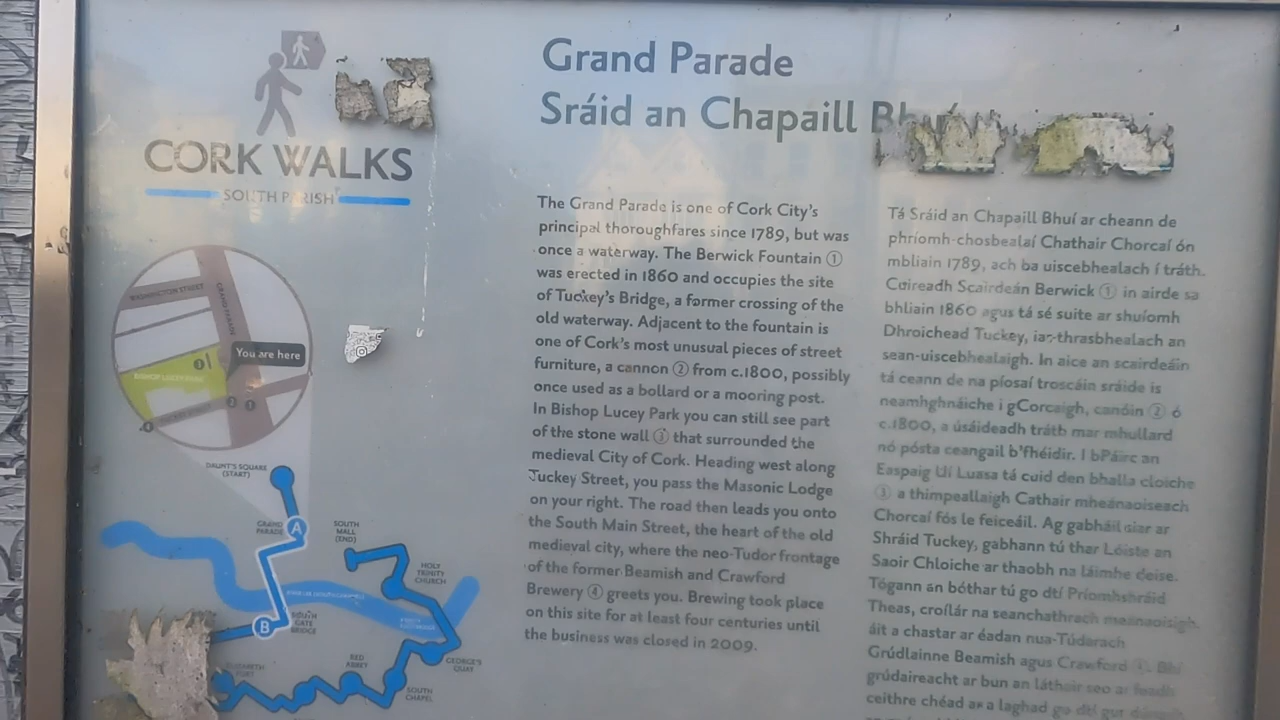 CORK WALKS
SOUTH PARISH
WASHINGTON STREET
GRAND PARADE
You are here
BISHOP LUCEY PARK
DAUNT'S SQUARE
(START)
GRAND
PARADE
A
SOUTH
MALL
(END)
HOLY
TRINITY
CHURCH
B
SOUTH
GATE
BRIDGE
RED
ABBEY
GEORGE'S
QUAY
SOUTH
CHAPEL
ELIZABETH
FORT
Grand Parade
Sráid an Chapaill
The Grand Parade is one of Cork City's
principal thoroughfares since 1789, but was
once a waterway. The Berwick Fountain ①
was erected in 1860 and occupies the site
of Tuckey's Bridge, a former crossing of the
old waterway. Adjacent to the fountain is
one of Cork's most unusual pieces of street
furniture, a cannon ② from c.1800, possibly
once used as a bollard or a mooring post.
In Bishop Lucey Park you can still see part
of the stone wall ③ that surrounded the
medieval City of Cork. Heading west along
Tuckey Street, you pass the Masonic Lodge
on your right. The road then leads you onto
the South Main Street, the heart of the old
medieval city, where the neo-Tudor frontage
of the former Beamish and Crawford
Brewery ④ greets you. Brewing took place
on this site for at least four centuries until
the business was closed in 2009.
Tá Sráid an Chapaill Bhuí ar cheann de
phríomh-chosbealaí Chathair Chorcaí ón
mbliain 1789, ach ba uiscebhealach í tráth.
Cuireadh Scairdeán Berwick ① in airde sa
bhliain 1860 agus tá sé suite ar shuíomh
Dhroichead Tuckey, iar-thrasbhealach an
sean-uiscebhealaigh. In aice an scairdeáin
tá ceann de na píosaí troscáin sráide is
neamhghnáiche i gCorcaigh, canóin ② ó
c.1800, a úsáideadh tráth mar mhullard
nó pósta ceangail b'fhéidir. I bPáirc an
Easpaig Uí Luasa tá cuid den bhalla cloiche
③ a thimpeallaigh Cathair mheánaoiseach
Chorcaí fós le feiceáil. Ag gabháil siar ar
Shráid Tuckey, gabhann tú thar Lóiste an
Saoir Chloiche ar thaobh na láimhe deise.
Tógann an bóthar tú go dtí Príomhshráid
Theas, croílár na seanchathrach meánaoisigh,
áit a chastar ar éadan nua-Túdarach
Grúdlainne Beamish agus Crawford ④. Bhí
grúdaireacht ar bun an láthair seo ar feadh
ceithre chéad ar a laghad go dtí gur